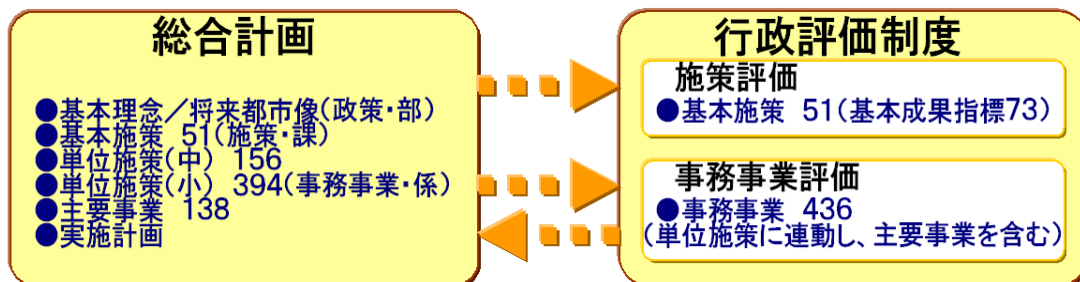 総合計画
●基本理念／将来都市像(政策・部)
●基本施策 51(施策・課)
●単位施策(中) 156
●単位施策(小) 394(事務事業・係)
●主要事業 138
●実施計画
行政評価制度
施策評価
●基本施策 51(基本成果指標73)
事務事業評価
●事務事業 436
(単位施策に連動し、主要事業を含む)